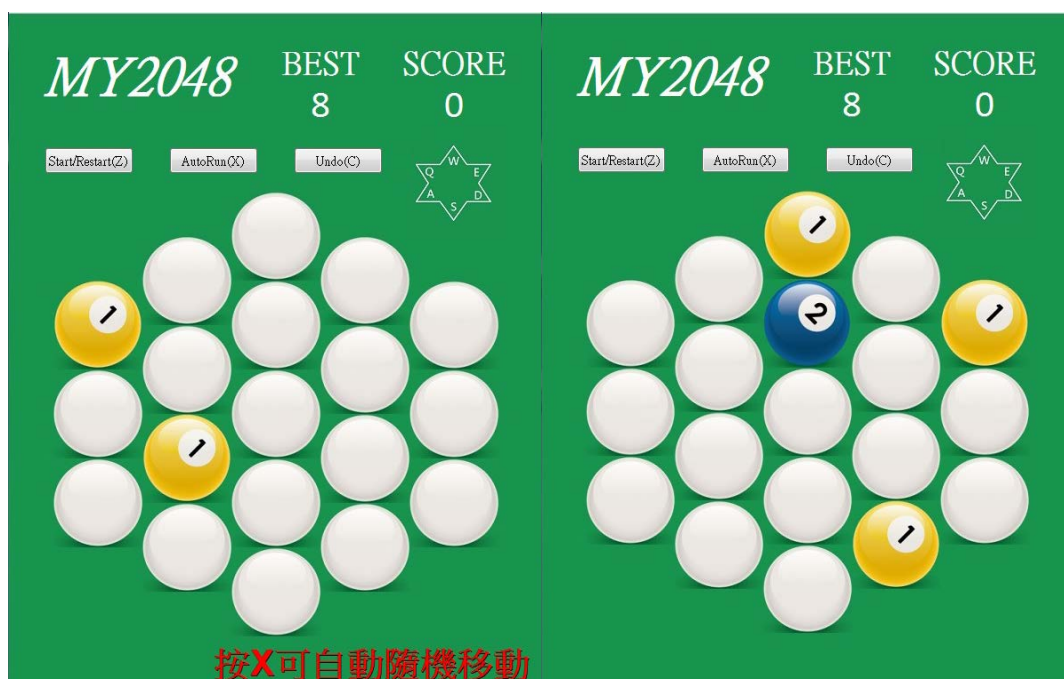 MY2048
BEST
8
SCORE
0
Start/Restart(Z)
AutoRun(X)
Undo(C)
W
Q
E
A
D
S
1
1
按X可自動隨機移動
MY2048
BEST
8
SCORE
0
Start/Restart(Z)
AutoRun(X)
Undo(C)
W
Q
E
A
D
S
1
2
1
1